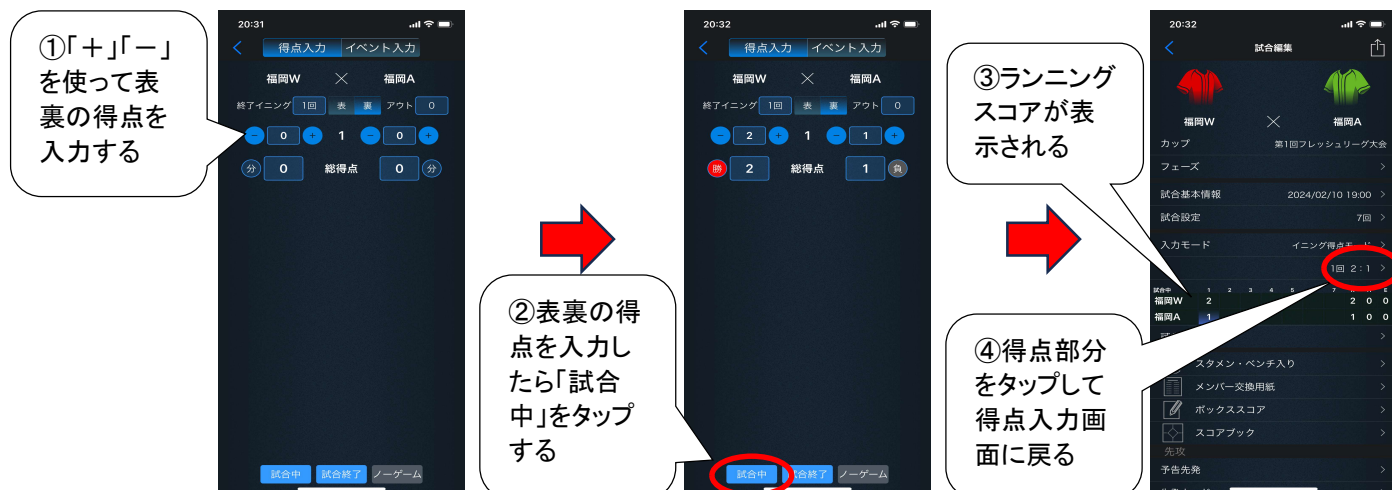 ①「＋」「－」
を使って表
裏の得点を
入力する
20:31
得点入力 イベント入力
福岡W × 福岡A
終了イニング 1回 表 裏 アウト 0
－ 0 ＋ 1 － 0 ＋
分 0 総得点 0 分
試合中 試合終了 ノーゲーム
②表裏の得
点を入力し
たら「試合
中」をタップ
する
20:32
得点入力 イベント入力
福岡W × 福岡A
終了イニング 1回 表 裏 アウト 0
－ 2 ＋ 1 － 1 ＋
勝 2 総得点 1 負
試合中 試合終了 ノーゲーム
③ランニング
スコアが表
示される
④得点部分
をタップして
得点入力画
面に戻る
20:32
試合編集
福岡W × 福岡A
カップ 第1回フレッシュリーグ大会
フェーズ
試合基本情報 2024/02/10 19:00
試合設定 7回
入力モード イニング得点モード
1回 2：1
試合中 1 2 3 4 5 7 E
福岡W 2 2 0 0
福岡A 1 1 0 0
スタメン・ベンチ入り
メンバー交換用紙
ボックススコア
スコアブック
先攻
予告先発